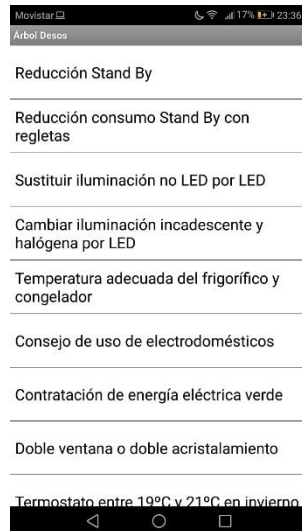 Movistar 17% 23:36
Árbol Desos
Reducción Stand By
Reducción consumo Stand By con
regletas
Sustituir iluminación no LED por LED
Cambiar iluminación incadescente y
halógena por LED
Temperatura adecuada del frigorífico y
congelador
Consejo de uso de electrodomésticos
Contratación de energía eléctrica verde
Doble ventana o doble acristalamiento
Termostato entre 19ºC y 21ºC en invierno